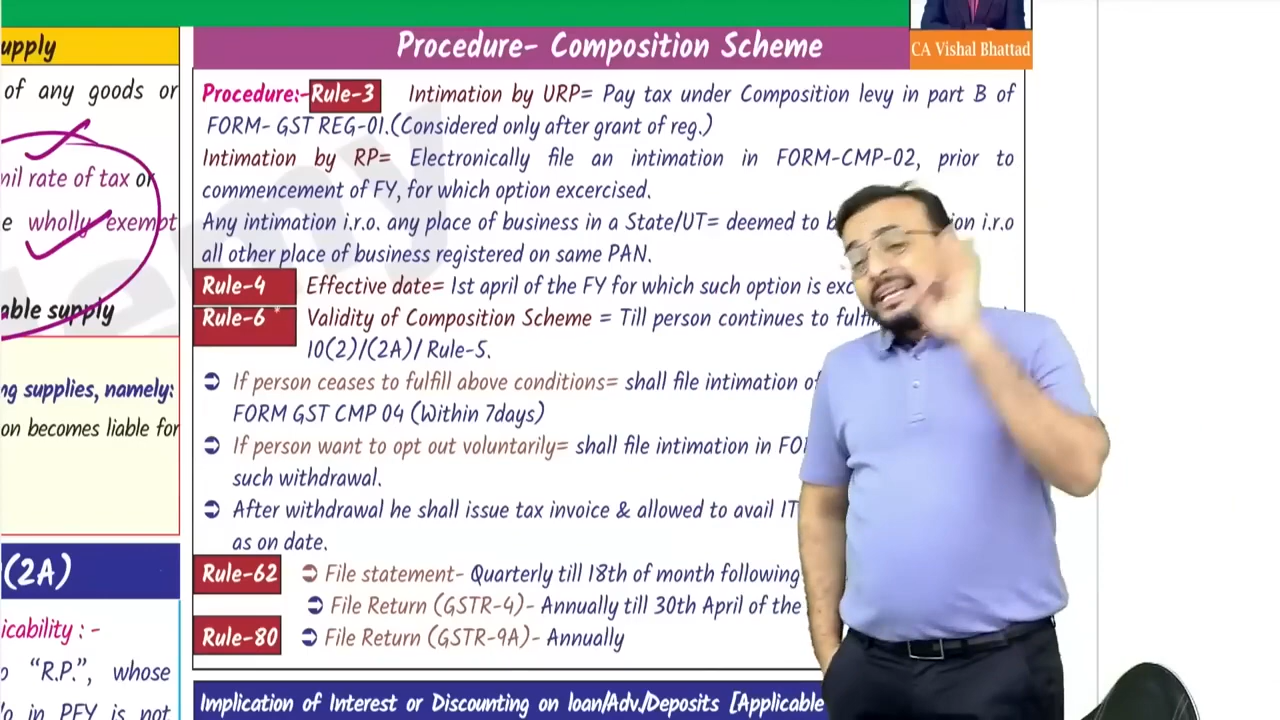 upply
of any goods or
nil rate of tax or
e wholly exempt
able supply
ng supplies, namely:
on becomes liable for
(2A)
icability : -
o "R.P.", whose
/o in PFY is not
Procedure- Composition Scheme
CA Vishal Bhattad
Procedure:- Rule-3 Intimation by URP= Pay tax under Composition levy in part B of
FORM- GST REG-01.(Considered only after grant of reg.)
Intimation by RP= Electronically file an intimation in FORM-CMP-02, prior to
commencement of FY, for which option excercised.
Any intimation i.r.o. any place of business in a State/UT= deemed to b ion i.r.o
all other place of business registered on same PAN.
Rule-4 Effective date= 1st april of the FY for which such option is exc
Rule-6 * Validity of Composition Scheme = Till person continues to fulfi
10(2)/(2A)/ Rule-5.
➲ If person ceases to fulfill above conditions= shall file intimation of
FORM GST CMP 04 (Within 7days)
➲ If person want to opt out voluntarily= shall file intimation in FO
such withdrawal.
➲ After withdrawal he shall issue tax invoice & allowed to avail IT
as on date.
Rule-62 ➲ File statement- Quarterly till 18th of month following
➲ File Return (GSTR-4)- Annually till 30th April of the
Rule-80 ➲ File Return (GSTR-9A)- Annually
Implication of Interest or Discounting on loan/Adv./Deposits [Applicable